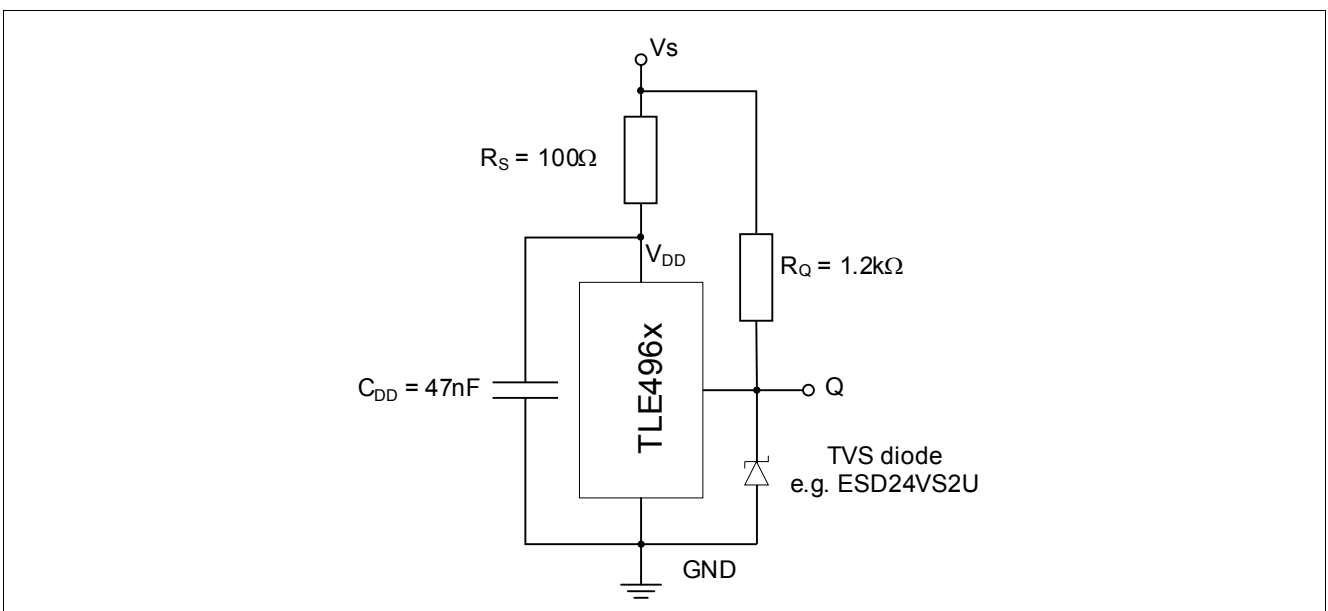 Vs
R_S = 100Ω
V_DD
R_Q = 1.2kΩ
TLE496x
C_DD = 47nF
Q
TVS diode
e.g. ESD24VS2U
GND